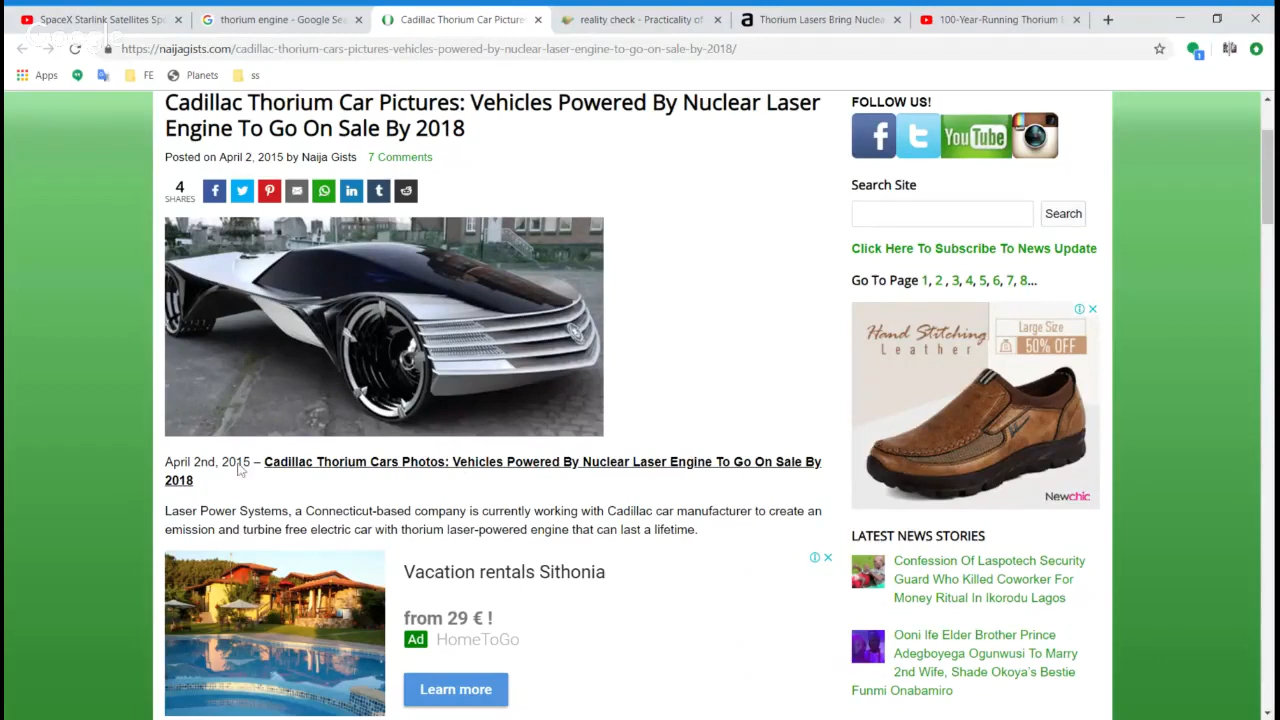 SpaceX Starlink Satellites Sp
thorium engine - Google Se
Cadillac Thorium Car Picture
reality check - Practicality of
Thorium Lasers Bring Nuclea
100-Year-Running Thorium
Google
https://naijagists.com/cadillac-thorium-cars-pictures-vehicles-powered-by-nuclear-laser-engine-to-go-on-sale-by-2018/
1
Apps FE Planets ss
Cadillac Thorium Car Pictures: Vehicles Powered By Nuclear Laser
Engine To Go On Sale By 2018
Posted on April 2, 2015 by Naija Gists 7 Comments
4
SHARES
April 2nd, 2015 – Cadillac Thorium Cars Photos: Vehicles Powered By Nuclear Laser Engine To Go On Sale By
2018
Laser Power Systems, a Connecticut-based company is currently working with Cadillac car manufacturer to create an
emission and turbine free electric car with thorium laser-powered engine that can last a lifetime.
Vacation rentals Sithonia
from 29 € !
Ad HomeToGo
Learn more
FOLLOW US!
YouTube
Search Site
Search
Click Here To Subscribe To News Update
Go To Page 1, 2 , 3, 4, 5, 6, 7, 8...
Hand Stitching
Leather
Large Size
50% OFF
Newchic
LATEST NEWS STORIES
Confession Of Laspotech Security
Guard Who Killed Coworker For
Money Ritual In Ikorodu Lagos
Ooni Ife Elder Brother Prince
Adegboyega Ogunwusi To Marry
2nd Wife, Shade Okoya's Bestie
Funmi Onabamiro